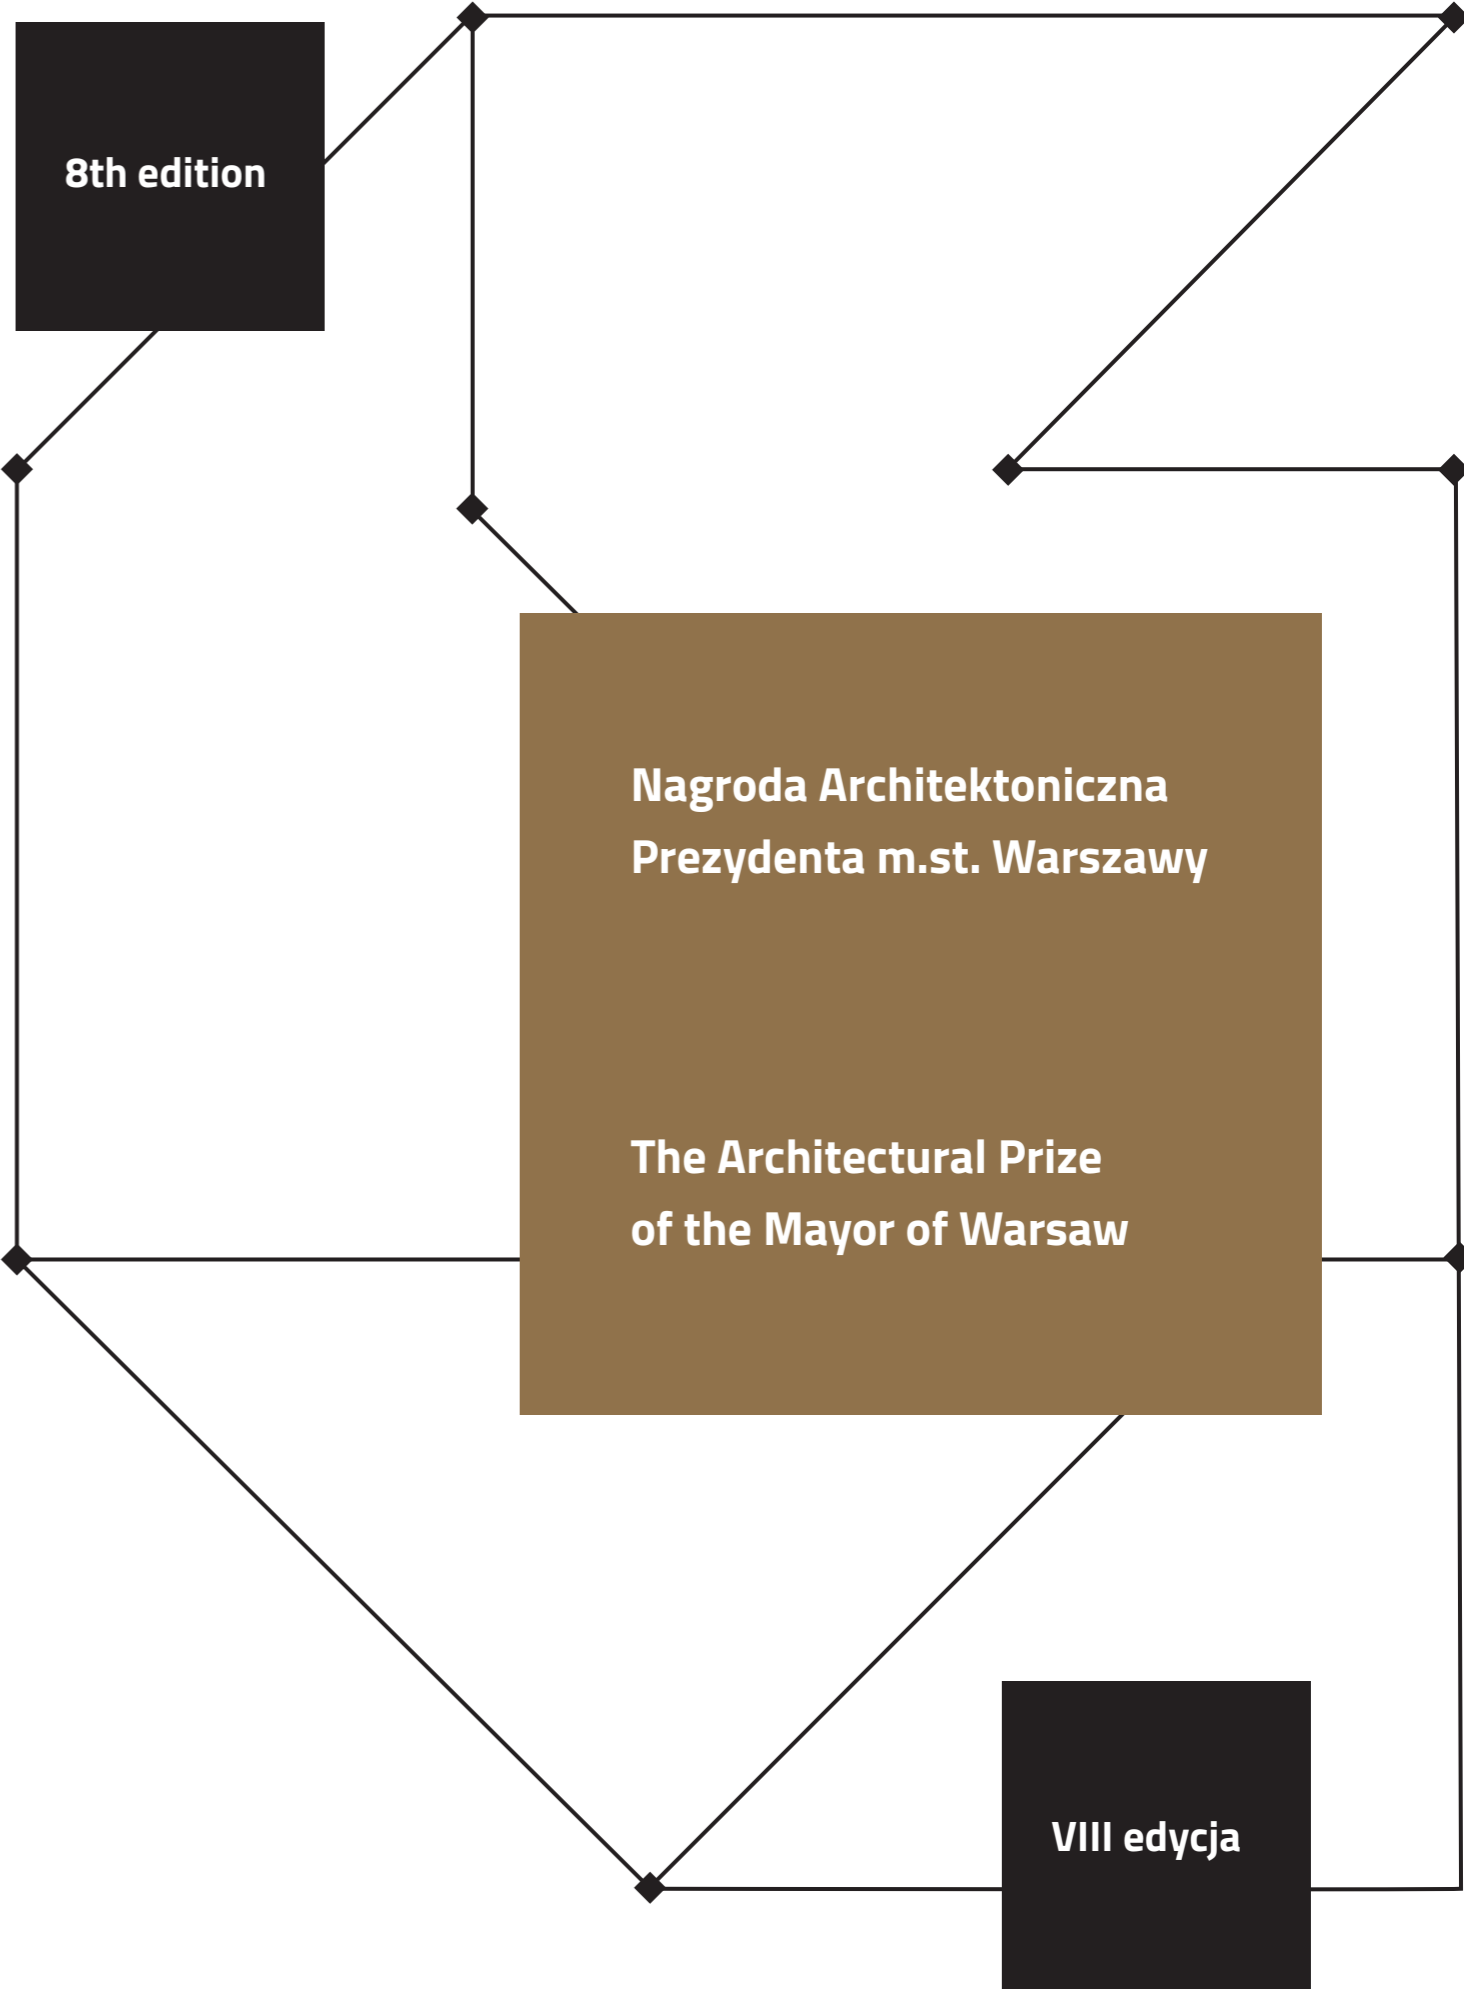 8th edition
Nagroda Architektoniczna
Prezydenta m.st. Warszawy
The Architectural Prize
of the Mayor of Warsaw
VIII edycja